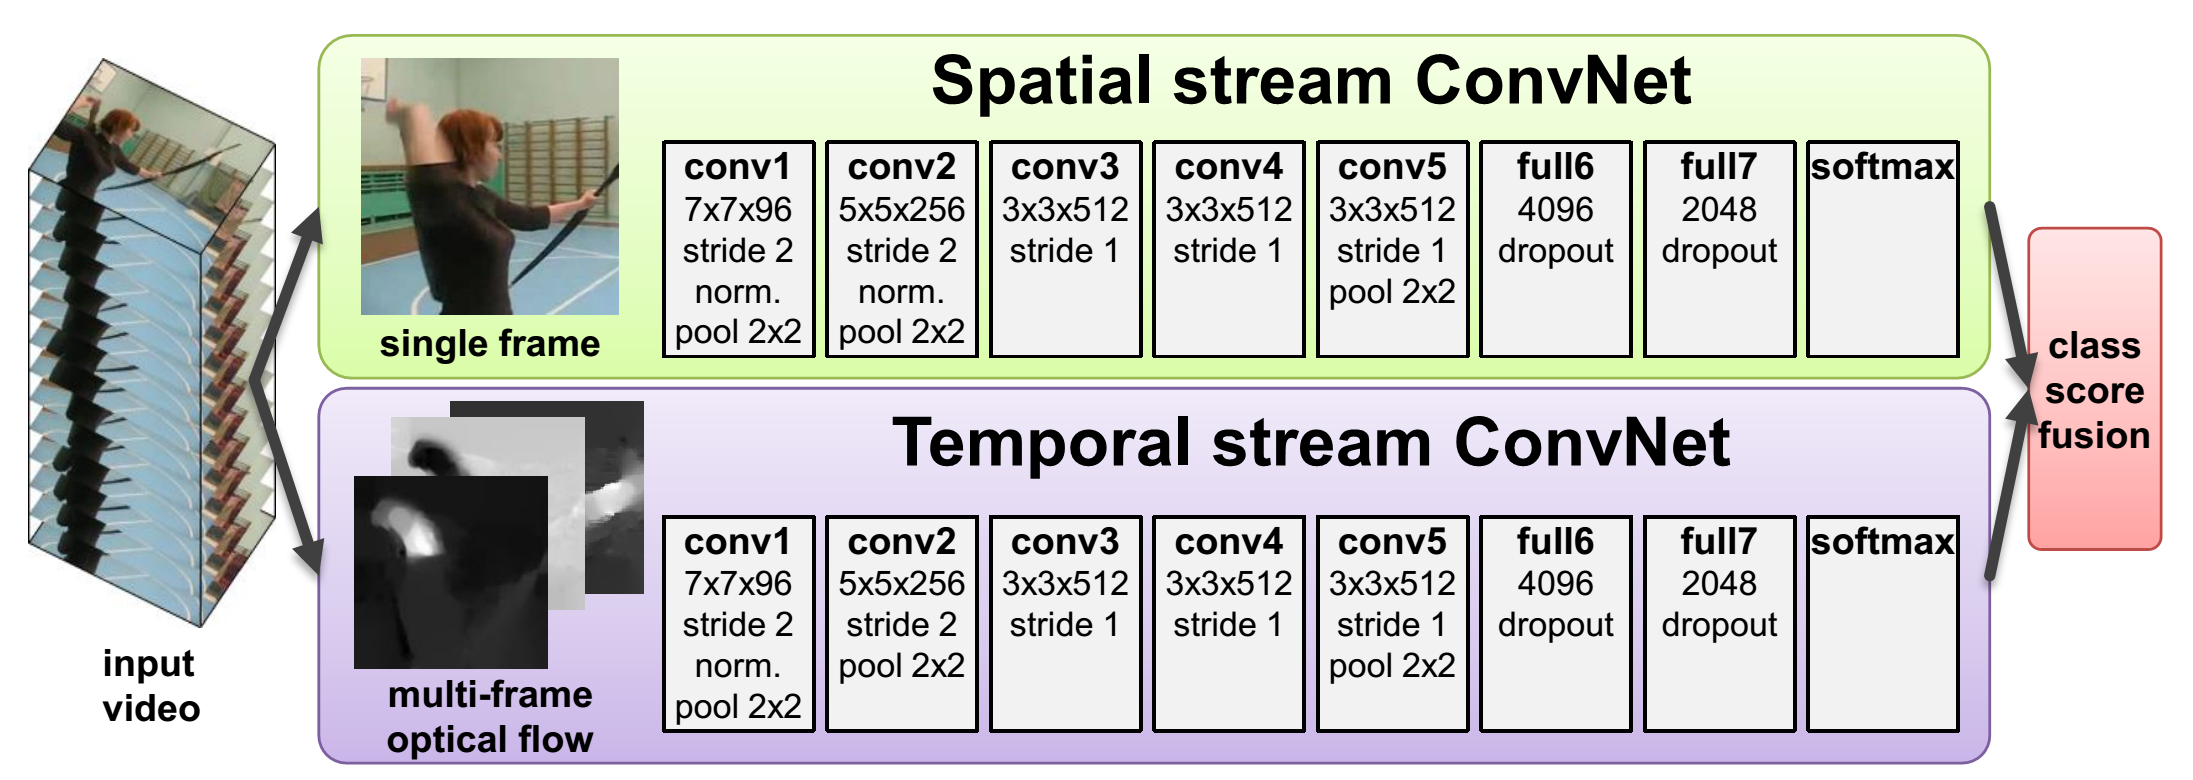 Spatial stream ConvNet
single frame
conv1
7x7x96
stride 2
norm.
pool 2x2
conv2
5x5x256
stride 2
norm.
pool 2x2
conv3
3x3x512
stride 1
conv4
3x3x512
stride 1
conv5
3x3x512
stride 1
pool 2x2
full6
4096
dropout
full7
2048
dropout
softmax
Temporal stream ConvNet
input
video
multi-frame
optical flow
conv1
7x7x96
stride 2
norm.
pool 2x2
conv2
5x5x256
stride 2
pool 2x2
conv3
3x3x512
stride 1
conv4
3x3x512
stride 1
conv5
3x3x512
stride 1
pool 2x2
full6
4096
dropout
full7
2048
dropout
softmax
class
score
fusion